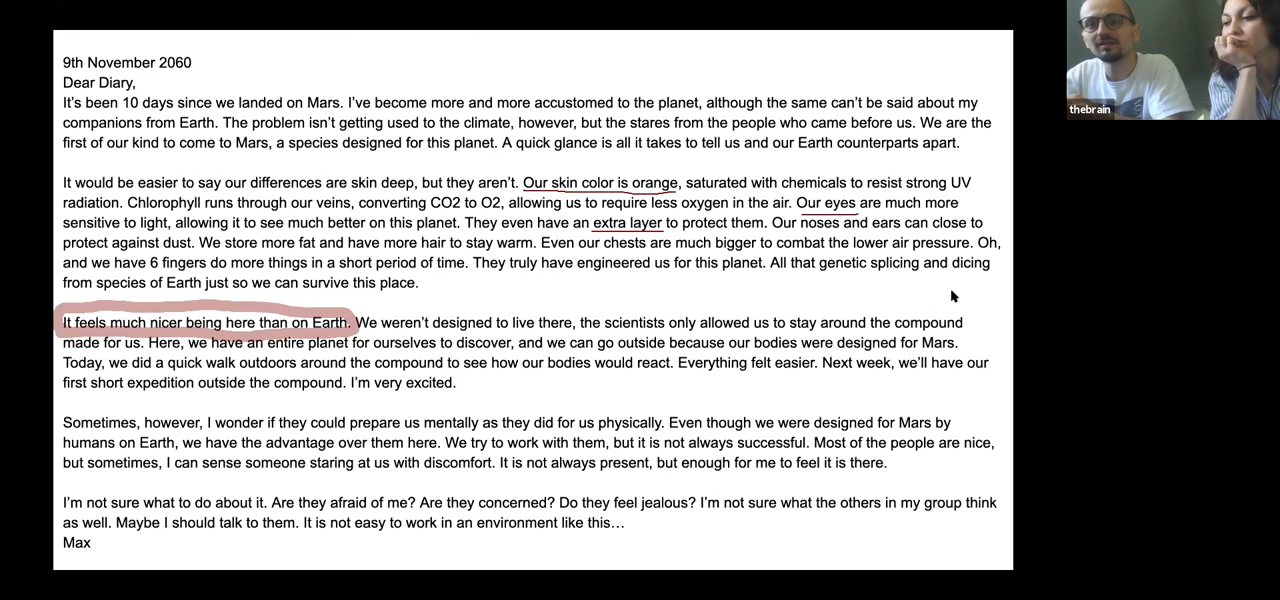 9th November 2060
Dear Diary,
It's been 10 days since we landed on Mars. I've become more and more accustomed to the planet, although the same can't be said about my
companions from Earth. The problem isn't getting used to the climate, however, but the stares from the people who came before us. We are the
first of our kind to come to Mars, a species designed for this planet. A quick glance is all it takes to tell us and our Earth counterparts apart.
It would be easier to say our differences are skin deep, but they aren't. Our skin color is orange, saturated with chemicals to resist strong UV
radiation. Chlorophyll runs through our veins, converting CO2 to O2, allowing us to require less oxygen in the air. Our eyes are much more
sensitive to light, allowing it to see much better on this planet. They even have an extra layer to protect them. Our noses and ears can close to
protect against dust. We store more fat and have more hair to stay warm. Even our chests are much bigger to combat the lower air pressure. Oh,
and we have 6 fingers do more things in a short period of time. They truly have engineered us for this planet. All that genetic splicing and dicing
from species of Earth just so we can survive this place.
It feels much nicer being here than on Earth. We weren't designed to live there, the scientists only allowed us to stay around the compound
made for us. Here, we have an entire planet for ourselves to discover, and we can go outside because our bodies were designed for Mars.
Today, we did a quick walk outdoors around the compound to see how our bodies would react. Everything felt easier. Next week, we'll have our
first short expedition outside the compound. I'm very excited.
Sometimes, however, I wonder if they could prepare us mentally as they did for us physically. Even though we were designed for Mars by
humans on Earth, we have the advantage over them here. We try to work with them, but it is not always successful. Most of the people are nice,
but sometimes, I can sense someone staring at us with discomfort. It is not always present, but enough for me to feel it is there.
I'm not sure what to do about it. Are they afraid of me? Are they concerned? Do they feel jealous? I'm not sure what the others in my group think
as well. Maybe I should talk to them. It is not easy to work in an environment like this…
Max
thebrain